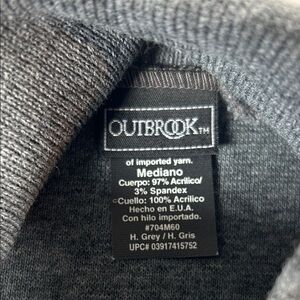 OUTBROOK™
of imported yarn.
Mediano
Cuerpo: 97% Acrilico/
3% Spandex
Cuello: 100% Acrilico
Hecho en E.U.A.
Con hilo importado.
#704M60
H. Grey / H. Gris
UPC# 03917415752